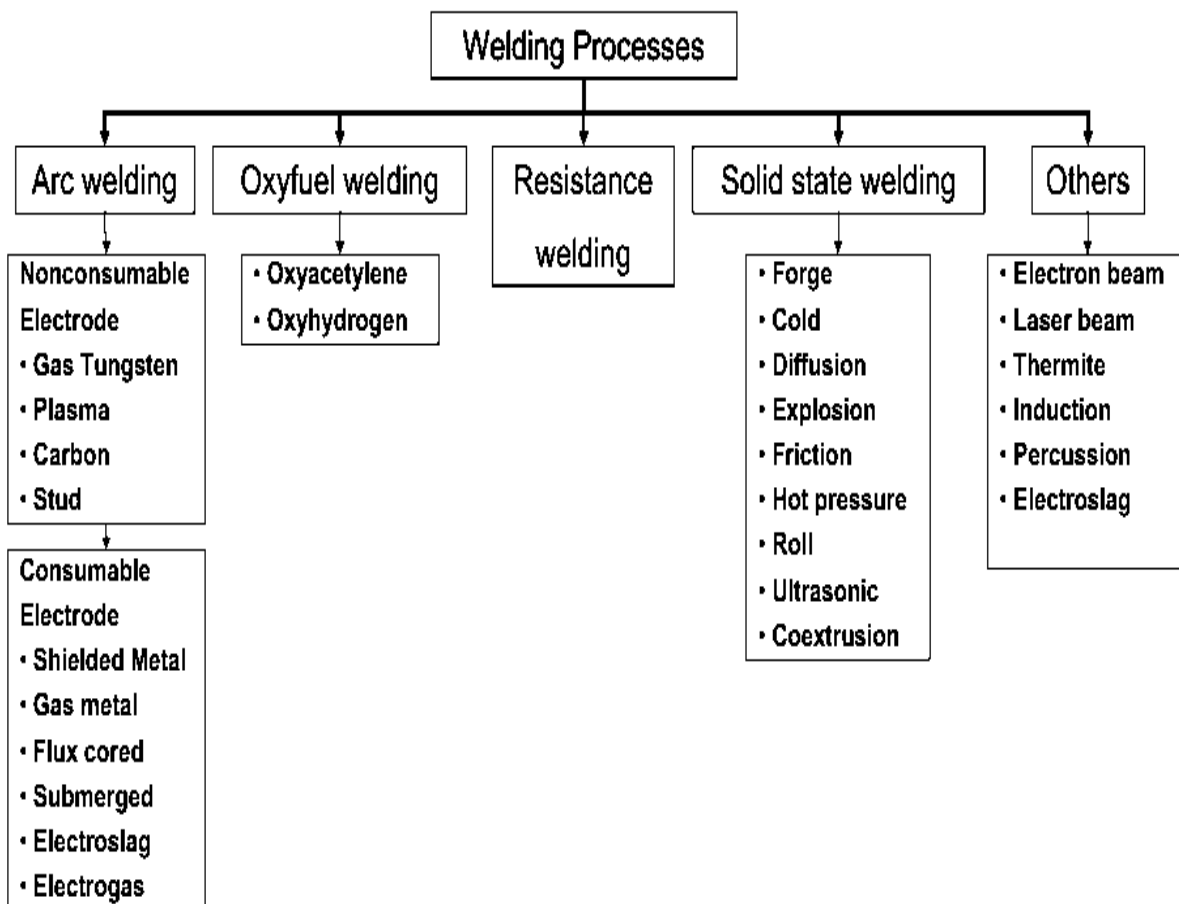 Welding Processes
Arc welding
Oxyfuel welding
Resistance
welding
Solid state welding
Others
Nonconsumable
Electrode
• Gas Tungsten
• Plasma
• Carbon
• Stud
Consumable
Electrode
• Shielded Metal
• Gas metal
• Flux cored
• Submerged
• Electroslag
• Electrogas
• Oxyacetylene
• Oxyhydrogen
• Forge
• Cold
• Diffusion
• Explosion
• Friction
• Hot pressure
• Roll
• Ultrasonic
• Coextrusion
• Electron beam
• Laser beam
• Thermite
• Induction
• Percussion
• Electroslag